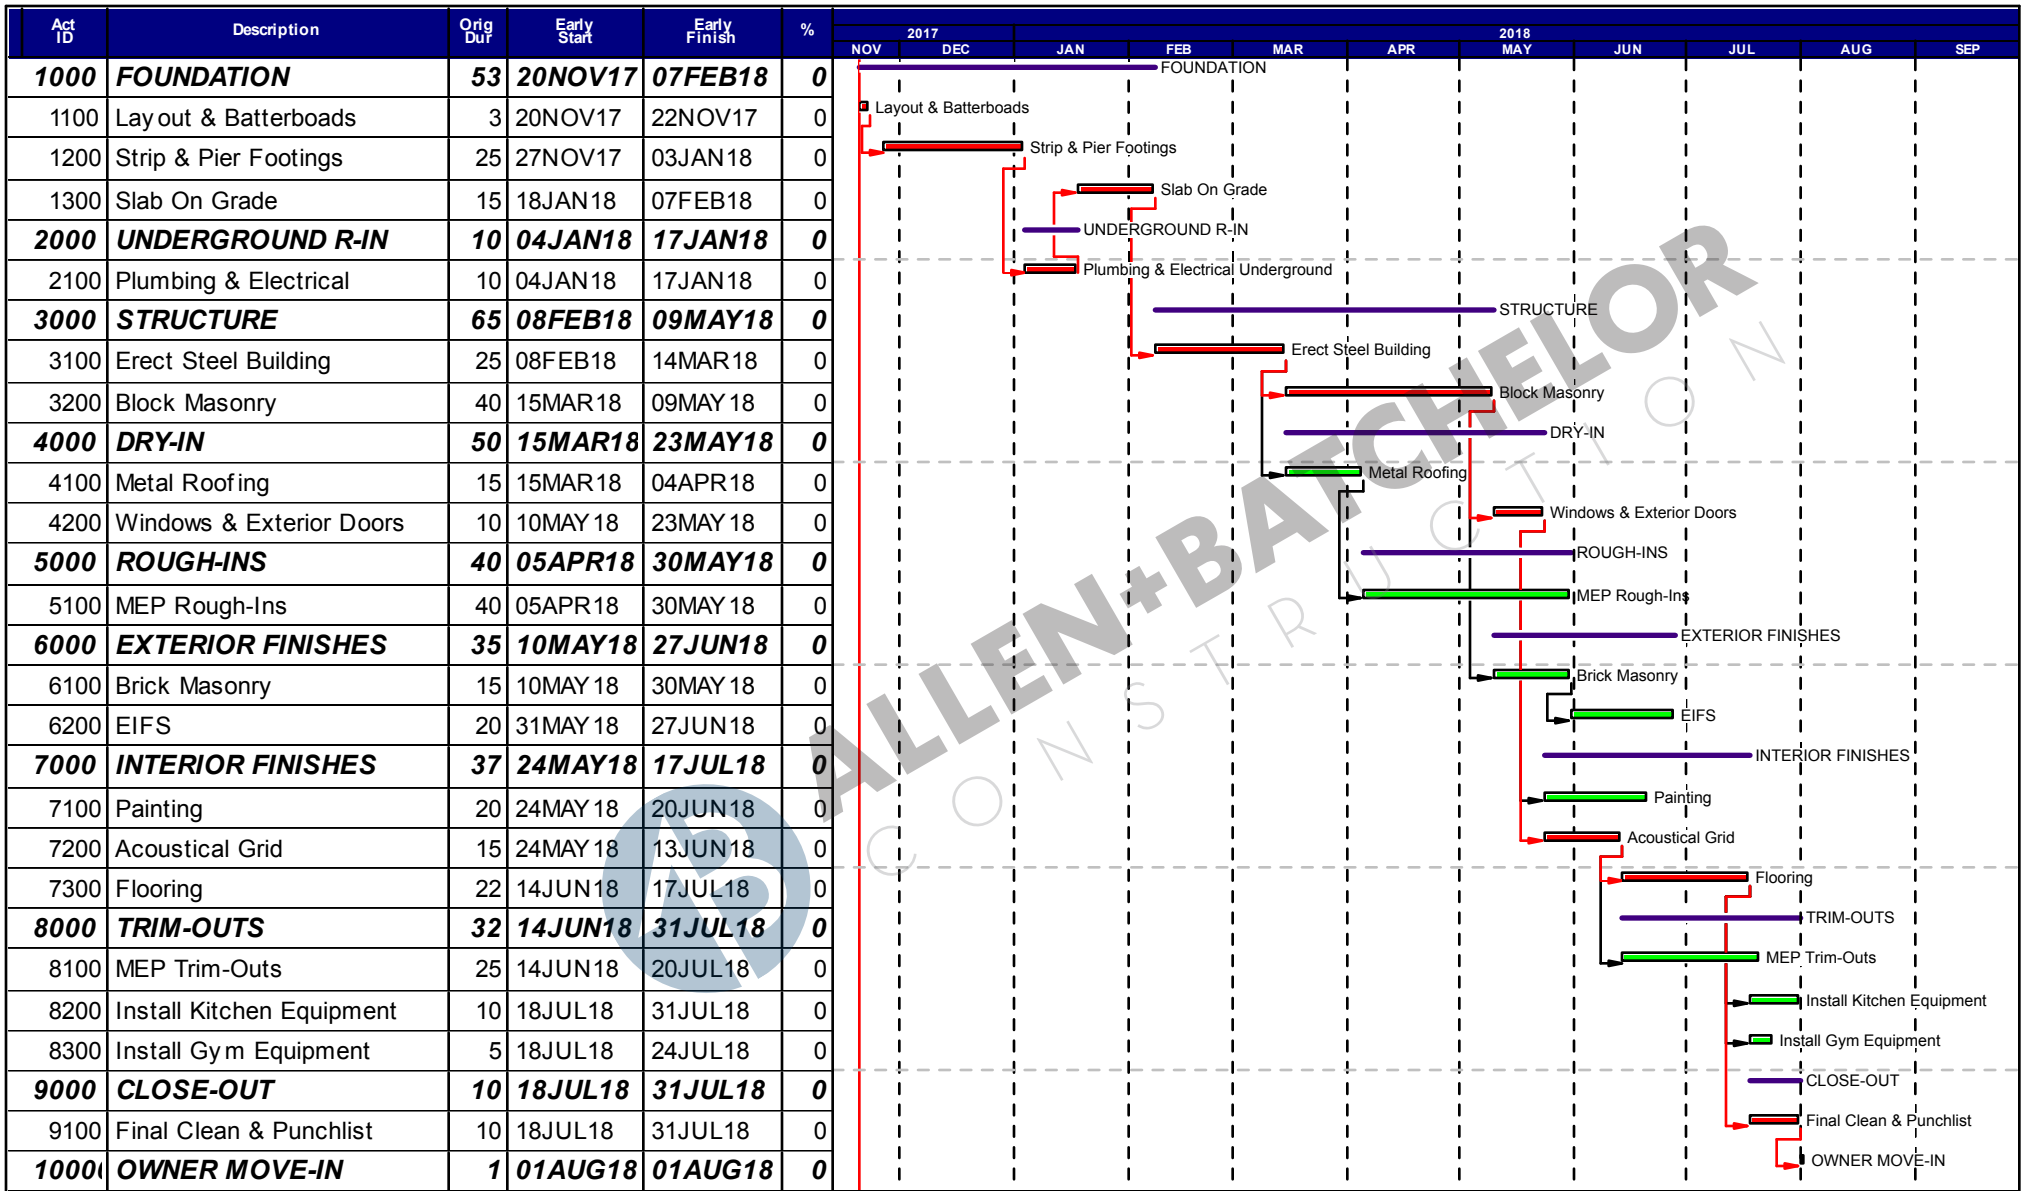 Act ID Description Orig Dur Early Start Early Finish %
2017 2018
NOV DEC JAN FEB MAR APR MAY JUN JUL AUG SEP
1000 FOUNDATION 53 20NOV17 07FEB18 0 FOUNDATION
1100 Layout & Batterboads 3 20NOV17 22NOV17 0 Layout & Batterboads
1200 Strip & Pier Footings 25 27NOV17 03JAN18 0 Strip & Pier Footings
1300 Slab On Grade 15 18JAN18 07FEB18 0 Slab On Grade
2000 UNDERGROUND R-IN 10 04JAN18 17JAN18 0 UNDERGROUND R-IN
2100 Plumbing & Electrical 10 04JAN18 17JAN18 0 Plumbing & Electrical Underground
3000 STRUCTURE 65 08FEB18 09MAY18 0 STRUCTURE
3100 Erect Steel Building 25 08FEB18 14MAR18 0 Erect Steel Building
3200 Block Masonry 40 15MAR18 09MAY18 0 Block Masonry
4000 DRY-IN 50 15MAR18 23MAY18 0 DRY-IN
4100 Metal Roofing 15 15MAR18 04APR18 0 Metal Roofing
4200 Windows & Exterior Doors 10 10MAY18 23MAY18 0 Windows & Exterior Doors
5000 ROUGH-INS 40 05APR18 30MAY18 0 ROUGH-INS
5100 MEP Rough-Ins 40 05APR18 30MAY18 0 MEP Rough-Ins
6000 EXTERIOR FINISHES 35 10MAY18 27JUN18 0 EXTERIOR FINISHES
6100 Brick Masonry 15 10MAY18 30MAY18 0 Brick Masonry
6200 EIFS 20 31MAY18 27JUN18 0 EIFS
7000 INTERIOR FINISHES 37 24MAY18 17JUL18 0 INTERIOR FINISHES
7100 Painting 20 24MAY18 20JUN18 0 Painting
7200 Acoustical Grid 15 24MAY18 13JUN18 0 Acoustical Grid
7300 Flooring 22 14JUN18 17JUL18 0 Flooring
8000 TRIM-OUTS 32 14JUN18 31JUL18 0 TRIM-OUTS
8100 MEP Trim-Outs 25 14JUN18 20JUL18 0 MEP Trim-Outs
8200 Install Kitchen Equipment 10 18JUL18 31JUL18 0 Install Kitchen Equipment
8300 Install Gym Equipment 5 18JUL18 24JUL18 0 Install Gym Equipment
9000 CLOSE-OUT 10 18JUL18 31JUL18 0 CLOSE-OUT
9100 Final Clean & Punchlist 10 18JUL18 31JUL18 0 Final Clean & Punchlist
10000 OWNER MOVE-IN 1 01AUG18 01AUG18 0 OWNER MOVE-IN
ALLEN+BATCHELOR
CONSTRUCTION